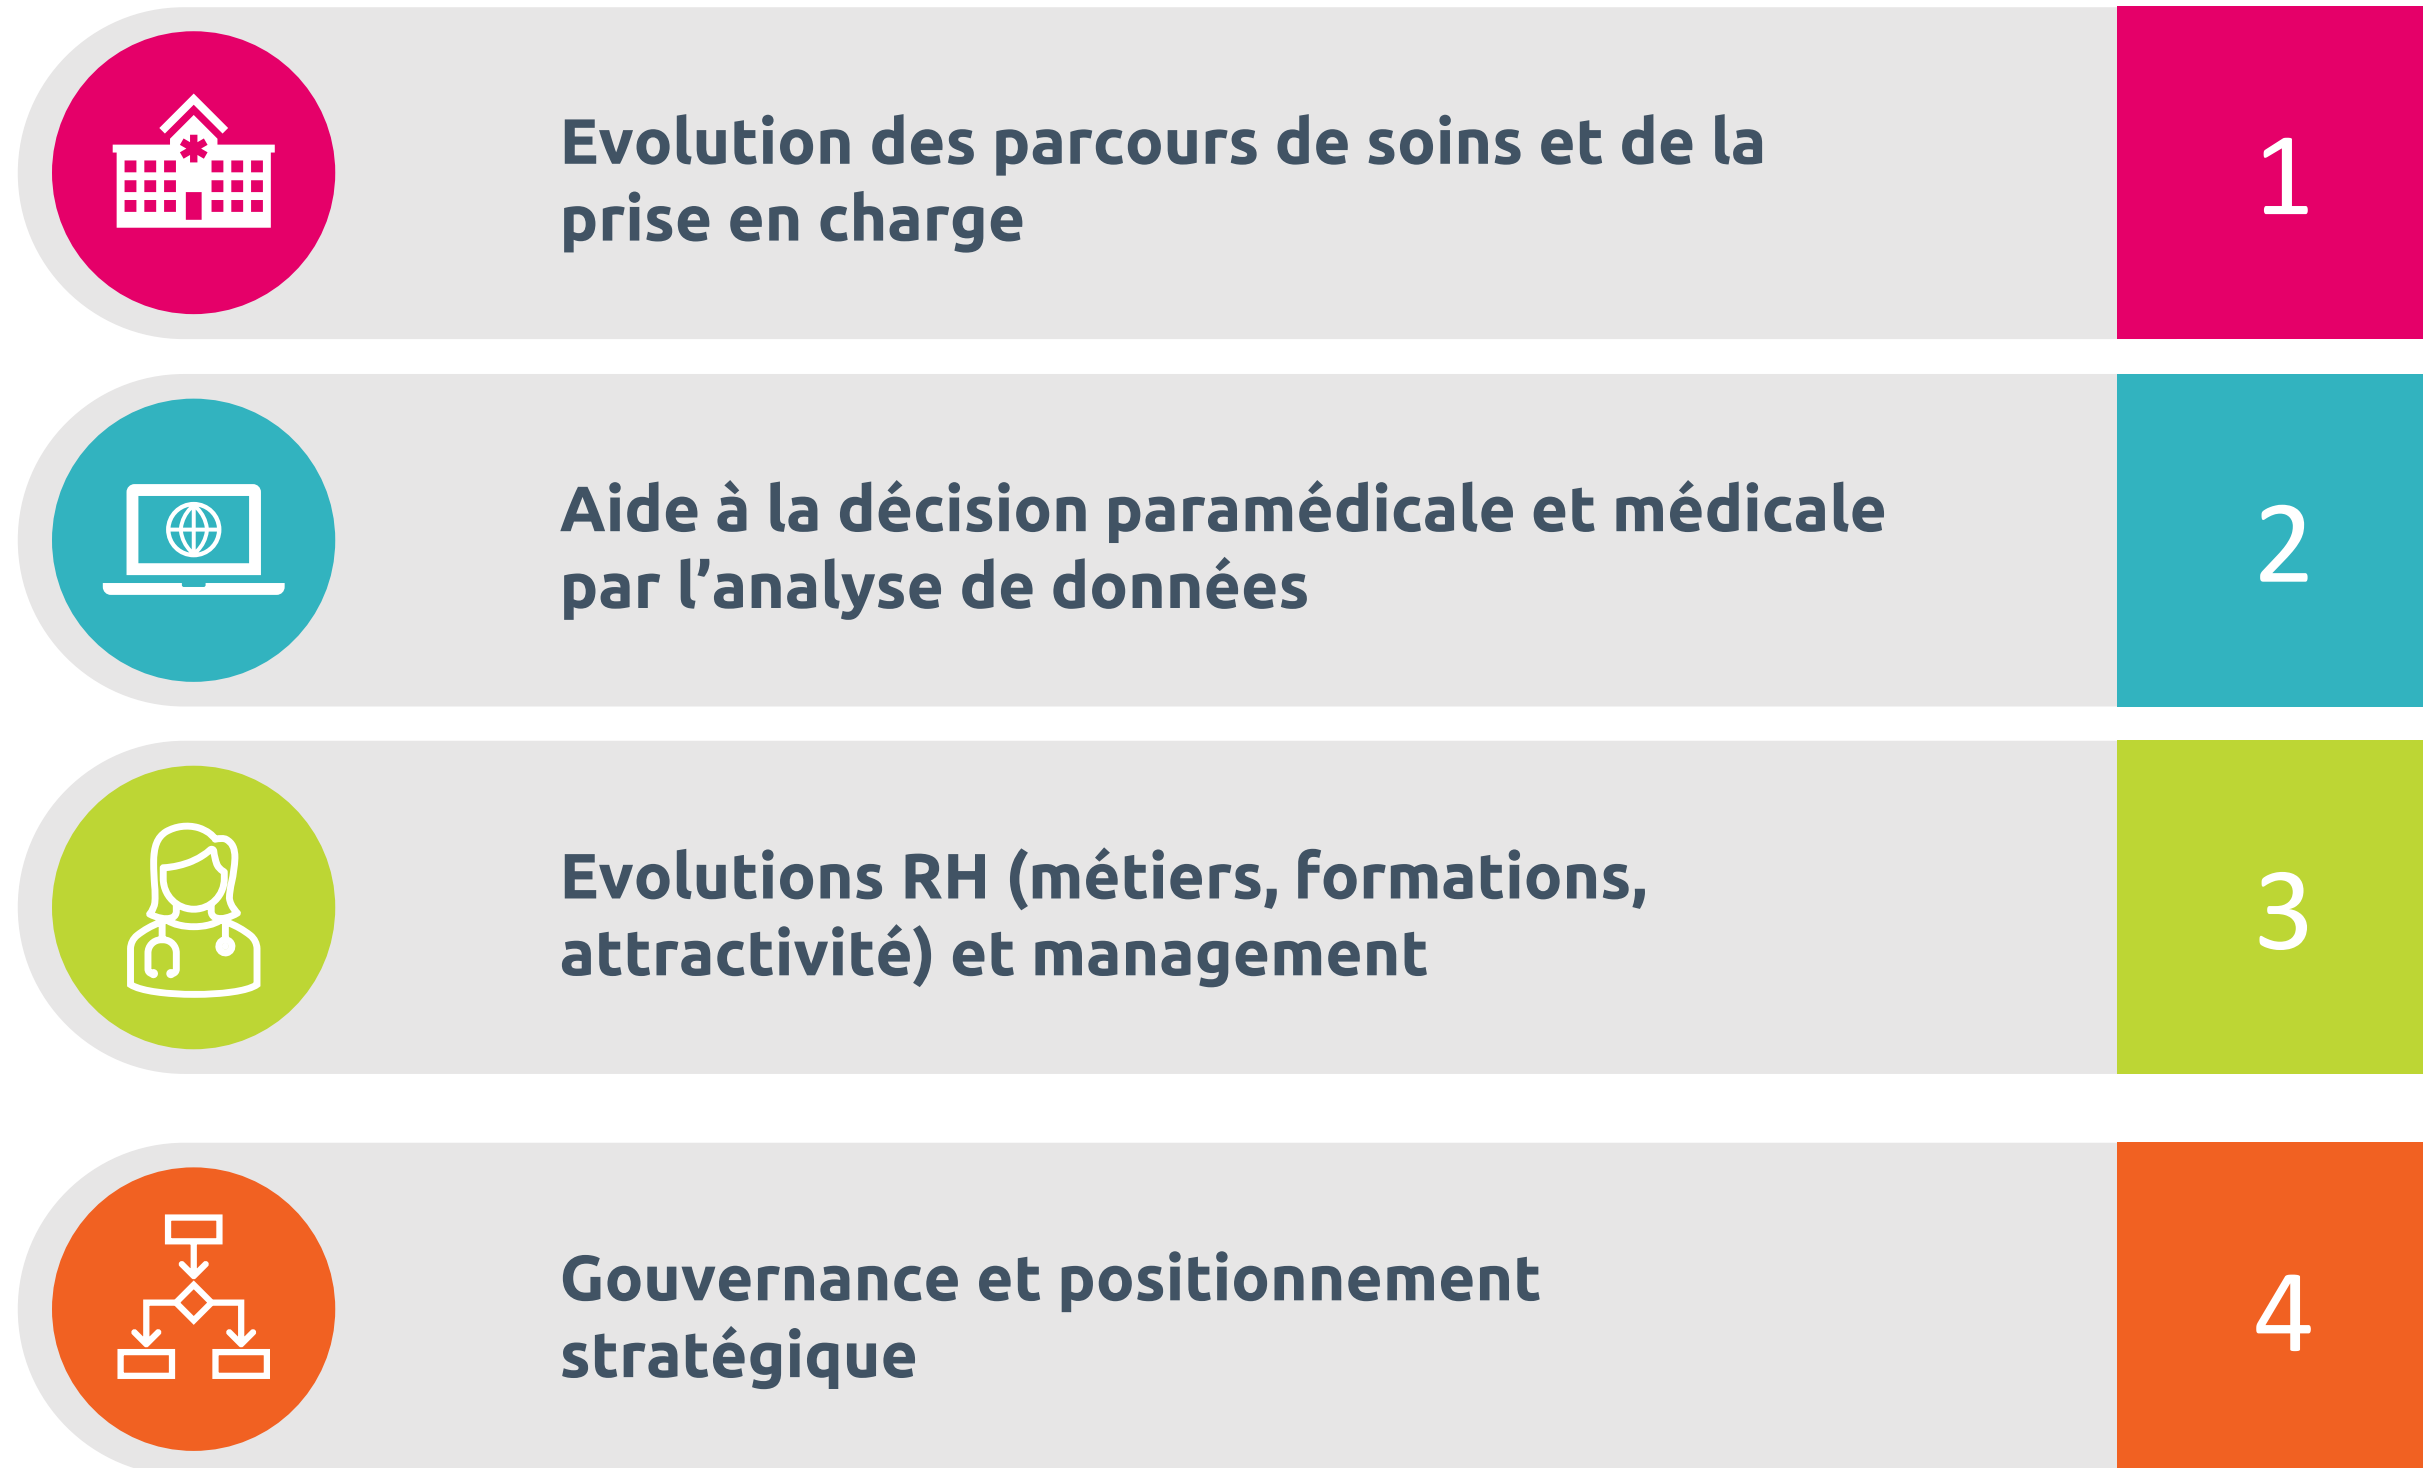 Evolution des parcours de soins et de la
prise en charge
1
Aide à la décision paramédicale et médicale
par l’analyse de données
2
Evolutions RH (métiers, formations,
attractivité) et management
3
Gouvernance et positionnement
stratégique
4